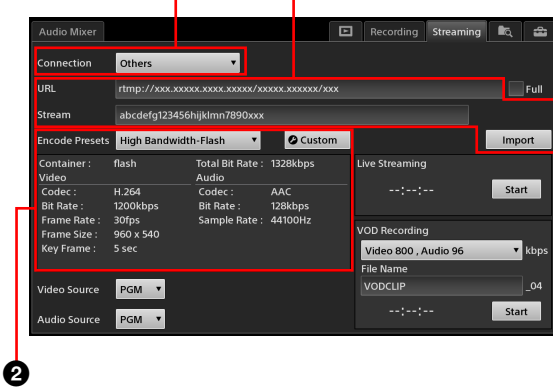 Audio Mixer Recording Streaming
Connection Others
URL rtmp://xxx.xxxxx.xxxx.xxxxx/xxxxx.xxxxxx/xxx Full
Stream abcdefg123456hijklmn7890xxx
Encode Presets High Bandwidth-Flash Custom Import
Container : flash Total Bit Rate : 1328kbps Live Streaming
Video Audio
Codec : H.264 Codec : AAC --:--:-- Start
Bit Rate : 1200kbps Bit Rate : 128kbps
Frame Rate : 30fps Sample Rate : 44100Hz
Frame Size : 960 x 540 VOD Recording
Key Frame : 5 sec Video 800 , Audio 96 kbps
File Name
Video Source PGM VODCLIP _04
Audio Source PGM --:--:-- Start
2